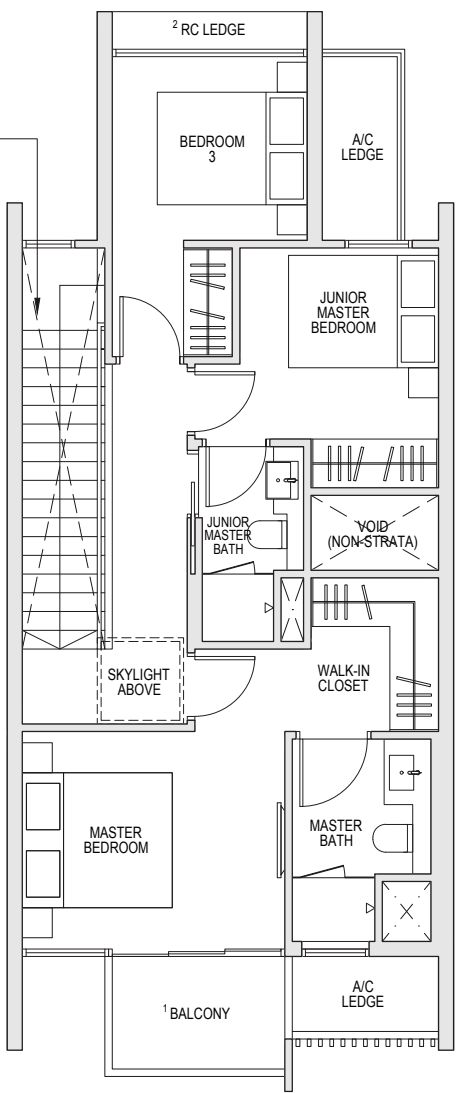 2 RC LEDGE
BEDROOM
3
A/C
LEDGE
JUNIOR
MASTER
BEDROOM
JUNIOR
MASTER
BATH
VOID
(NON-STRATA)
SKYLIGHT
ABOVE
WALK-IN
CLOSET
MASTER
BEDROOM
MASTER
BATH
1 BALCONY
A/C
LEDGE